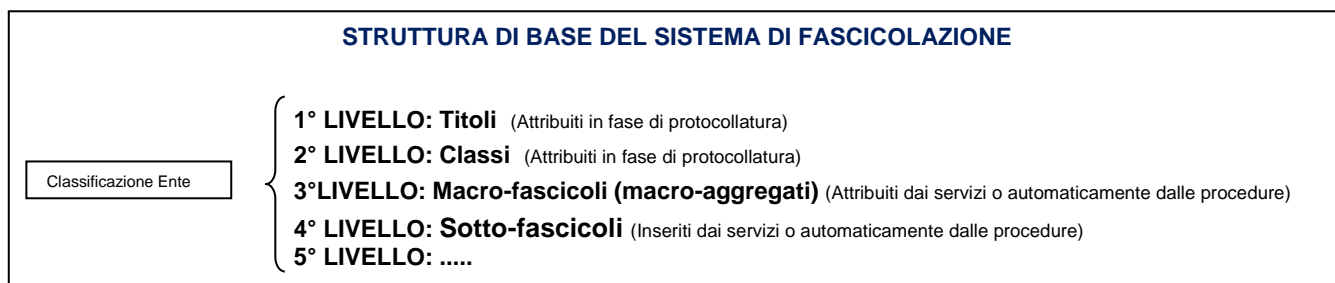 STRUTTURA DI BASE DEL SISTEMA DI FASCICOLAZIONE
1° LIVELLO: Titoli (Attribuiti in fase di protocollatura)
2° LIVELLO: Classi (Attribuiti in fase di protocollatura)
Classificazione Ente
3°LIVELLO: Macro-fascicoli (macro-aggregati) (Attribuiti dai servizi o automaticamente dalle procedure)
4° LIVELLO: Sotto-fascicoli (Inseriti dai servizi o automaticamente dalle procedure)
5° LIVELLO: .....